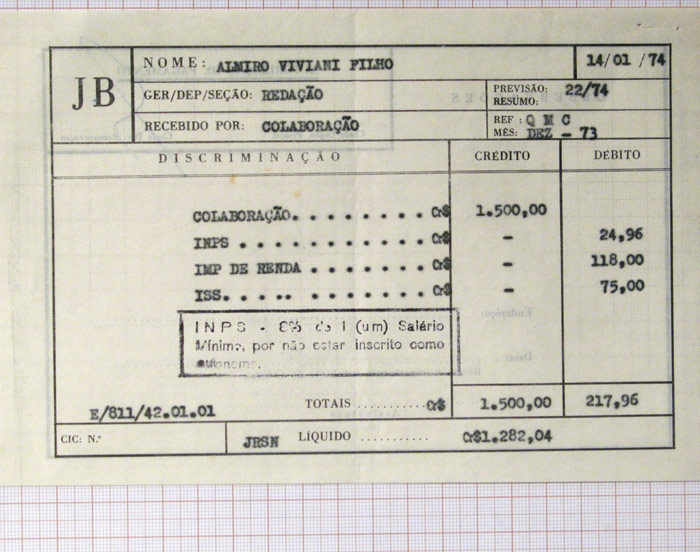 JB
NOME: ALMIRO VIVIANI FILHO
14/01/74
GER/DEP/SEÇÃO: REDAÇÃO
PREVISÃO: 22/74
RESUMO:
RECEBIDO POR: COLABORAÇÃO
REF: Q M C
MÊS: DEZ - 73
DISCRIMINAÇÃO CRÉDITO DÉBITO
COLABORAÇÃO. . . . . . . . Cr$ 1.500,00
INPS . . . . . . . . . . Cr$ - 24,96
IMP DE RENDA . . . . . . . Cr$ - 118,00
ISS. . . . . . . . . . . Cr$ - 75,00
INPS - 8% de 1 (um) Salário
Mínimo, por não estar inscrito como
autonomo.
E/811/42.01.01
TOTAIS .......... Cr$ 1.500,00 217,96
CIC: N.º
JRSN LÍQUIDO ........... Cr$1.282,04